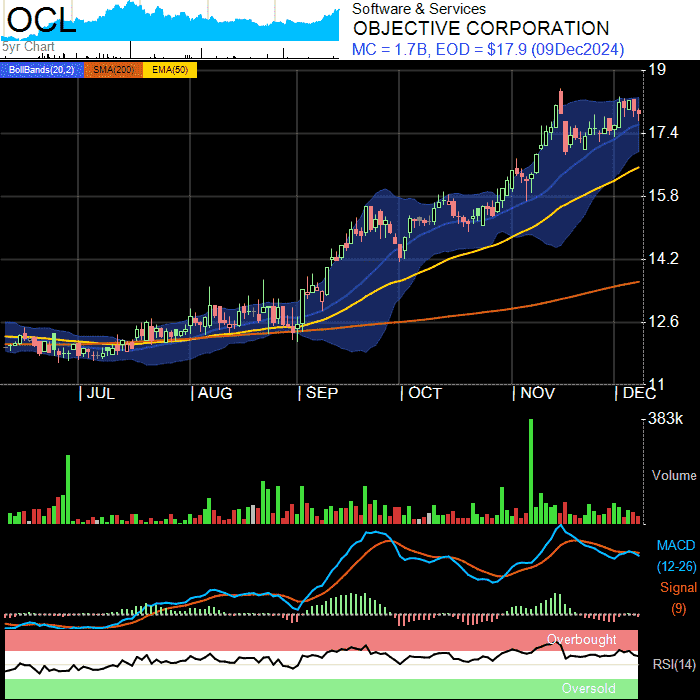 OCL
5yr Chart
Software & Services
OBJECTIVE CORPORATION
MC = 1.7B, EOD = $17.9 (09Dec2024)
BollBands(20,2) SMA(200) EMA(50)
19
17.4
15.8
14.2
12.6
11
JUL AUG SEP OCT NOV DEC
383k
Volume
MACD
(12-26)
Signal
(9)
Overbought
RSI(14)
Oversold